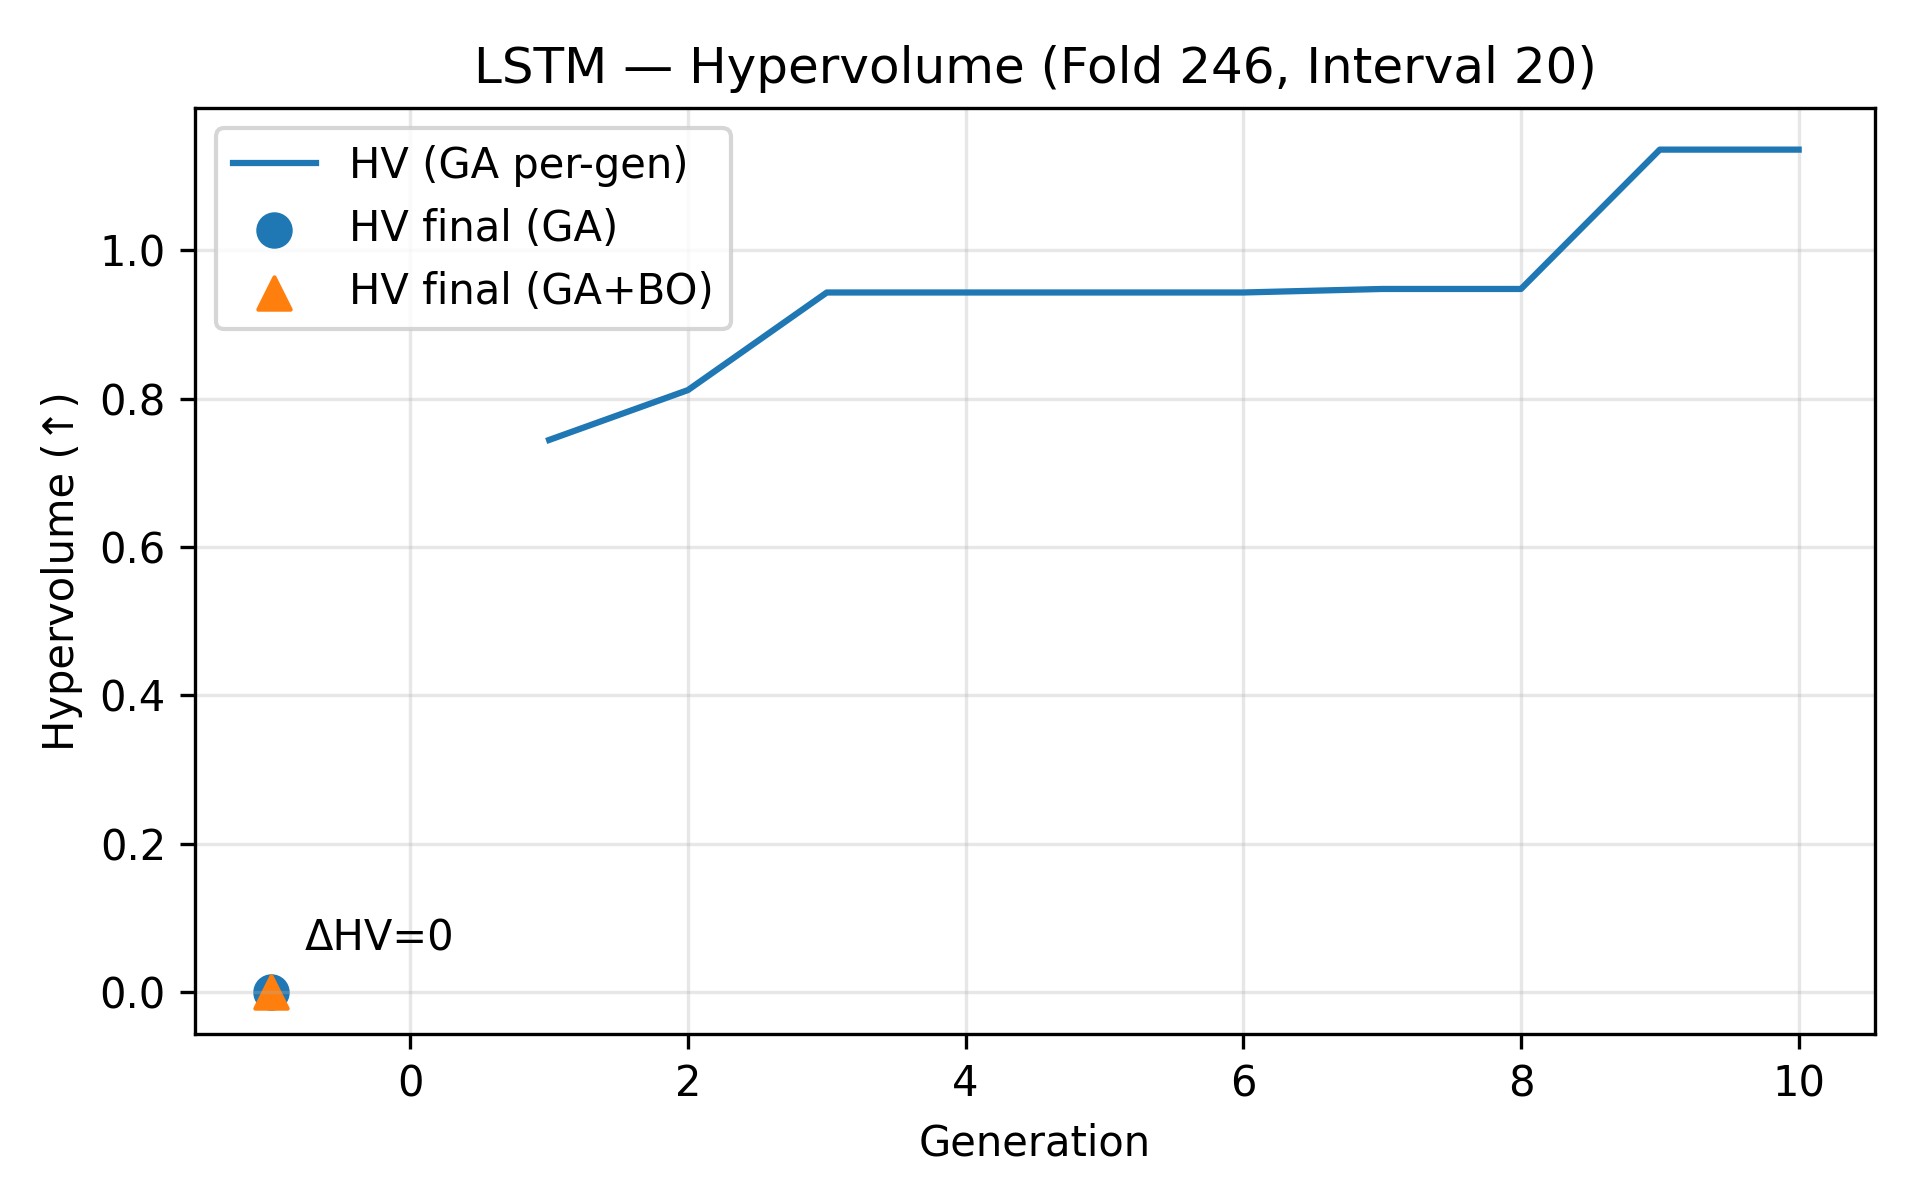 LSTM — Hypervolume (Fold 246, Interval 20)
HV (GA per-gen)
HV final (GA)
HV final (GA+BO)
Hypervolume (↑)
1.0
0.8
0.6
0.4
0.2
0.0
ΔHV=0
0 2 4 6 8 10
Generation